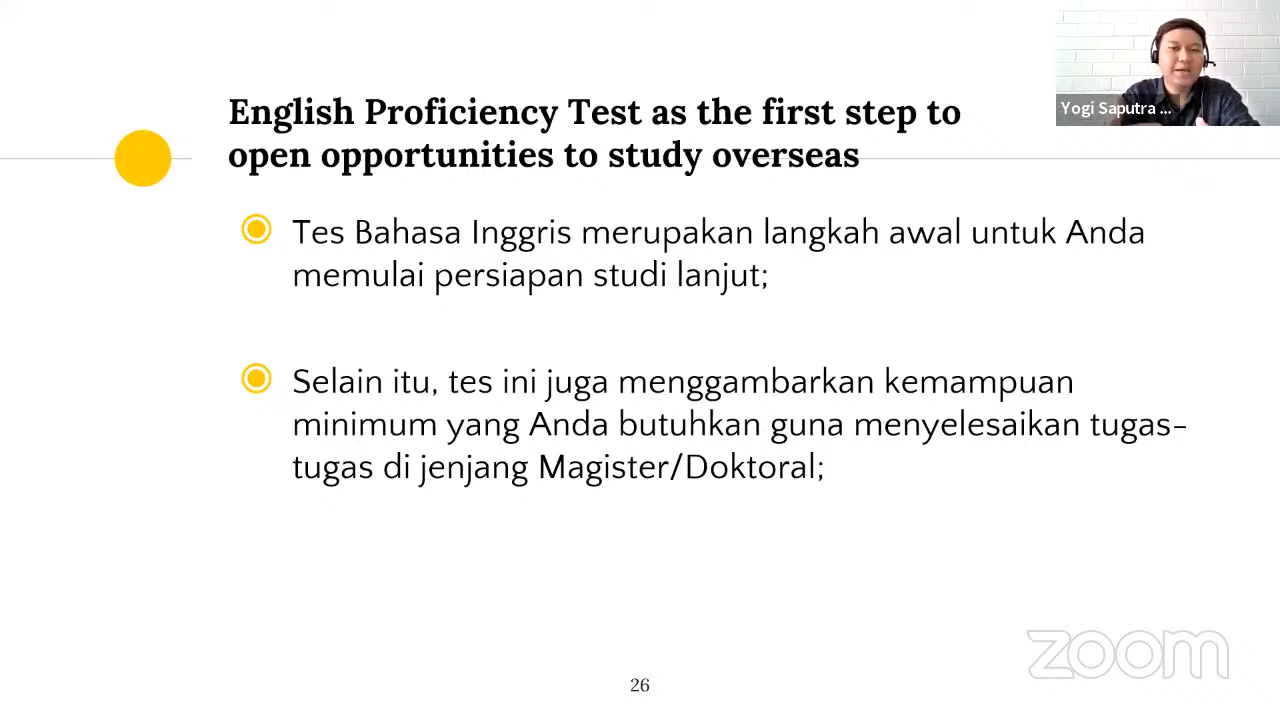 Yogi Saputra ...
English Proficiency Test as the first step to
open opportunities to study overseas
Tes Bahasa Inggris merupakan langkah awal untuk Anda
memulai persiapan studi lanjut;
Selain itu, tes ini juga menggambarkan kemampuan
minimum yang Anda butuhkan guna menyelesaikan tugas-
tugas di jenjang Magister/Doktoral;
zoom
26